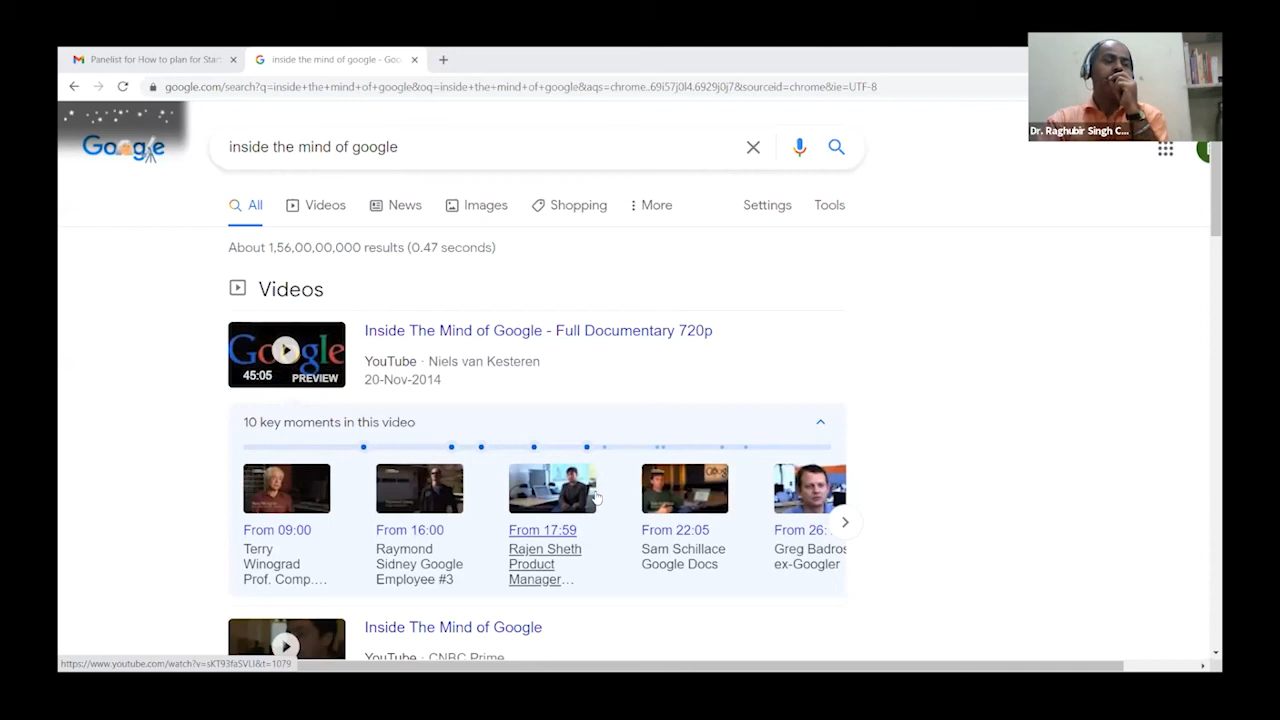 Panelist for How to plan for Star
inside the mind of google - Goo
google.com/search?q=inside+the+mind+of+google&oq=inside+the+mind+of+google&aqs=chrome..69i57j0l4.6929j0j7&sourceid=chrome&ie=UTF-8
Dr. Raghubir Singh C...
Google
inside the mind of google
All
Videos
News
Images
Shopping
More
Settings
Tools
About 1,56,00,00,000 results (0.47 seconds)
Videos
Google
45:05 PREVIEW
Inside The Mind of Google - Full Documentary 720p
YouTube · Niels van Kesteren
20-Nov-2014
10 key moments in this video
From 09:00
Terry
Winograd
Prof. Comp....
From 16:00
Raymond
Sidney Google
Employee #3
From 17:59
Rajen Sheth
Product
Manager...
From 22:05
Sam Schillace
Google Docs
From 26:
Greg Badros
ex-Googler
Inside The Mind of Google
YouTube · CNBC Prime
https://www.youtube.com/watch?v=sKT93faSVLI&t=1079